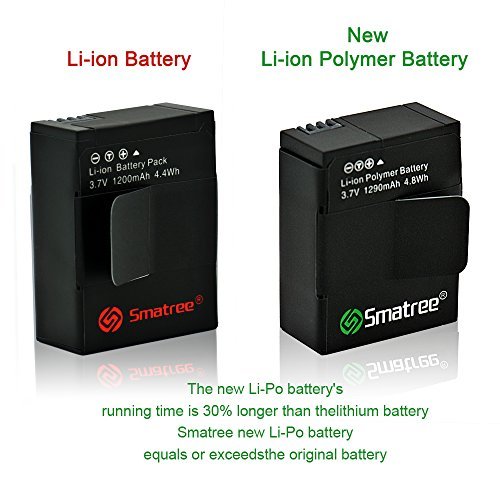 Li-ion Battery
New
Li-ion Polymer Battery
Li-ion Battery Pack
3.7V 1200mAh 4.4Wh
Smatree®
Li-ion Polymer Battery
3.7V 1290mAh 4.8Wh
Smatree®
The new Li-Po battery's
running time is 30% longer than thelithium battery
Smatree new Li-Po battery
equals or exceedsthe original battery